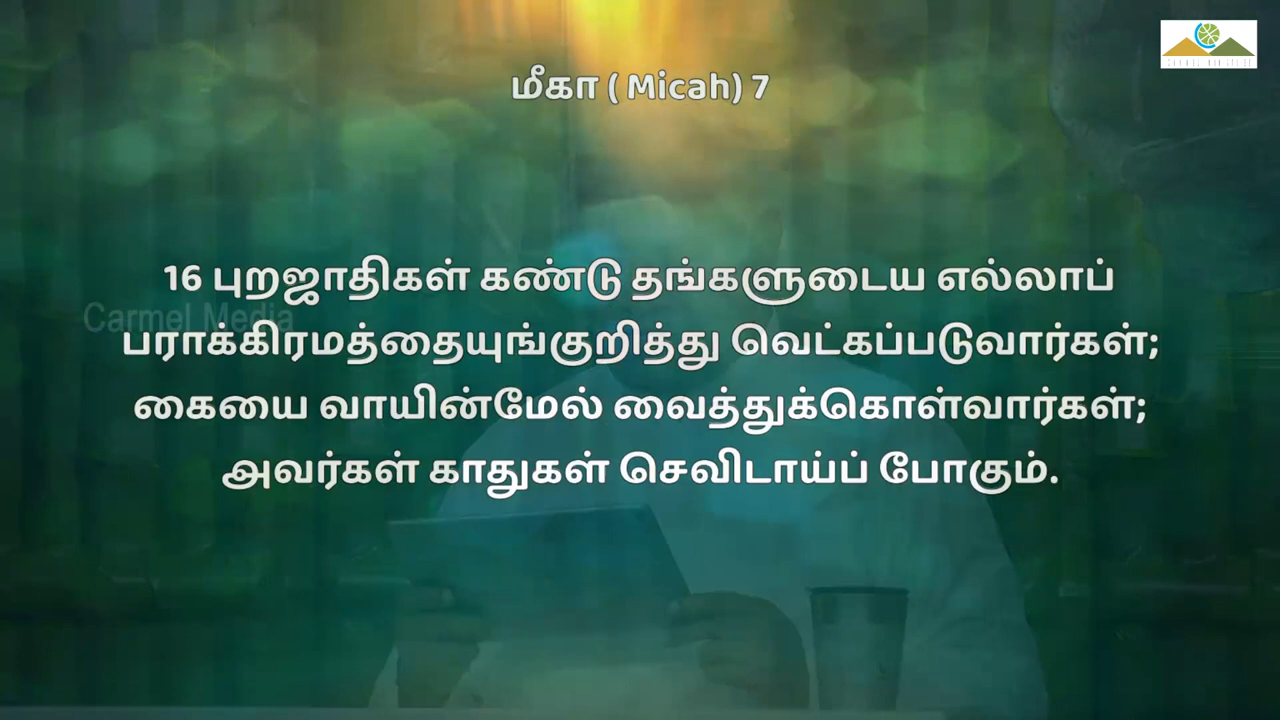 மீகா ( Micah) 7
16 புறஜாதிகள் கண்டு தங்களுடைய எல்லாப்
Carmel Media
பராக்கிரமத்தையுங்குறித்து வெட்கப்படுவார்கள்;
கையை வாயின்மேல் வைத்துக்கொள்வார்கள்;
அவர்கள் காதுகள் செவிடாய்ப் போகும்.